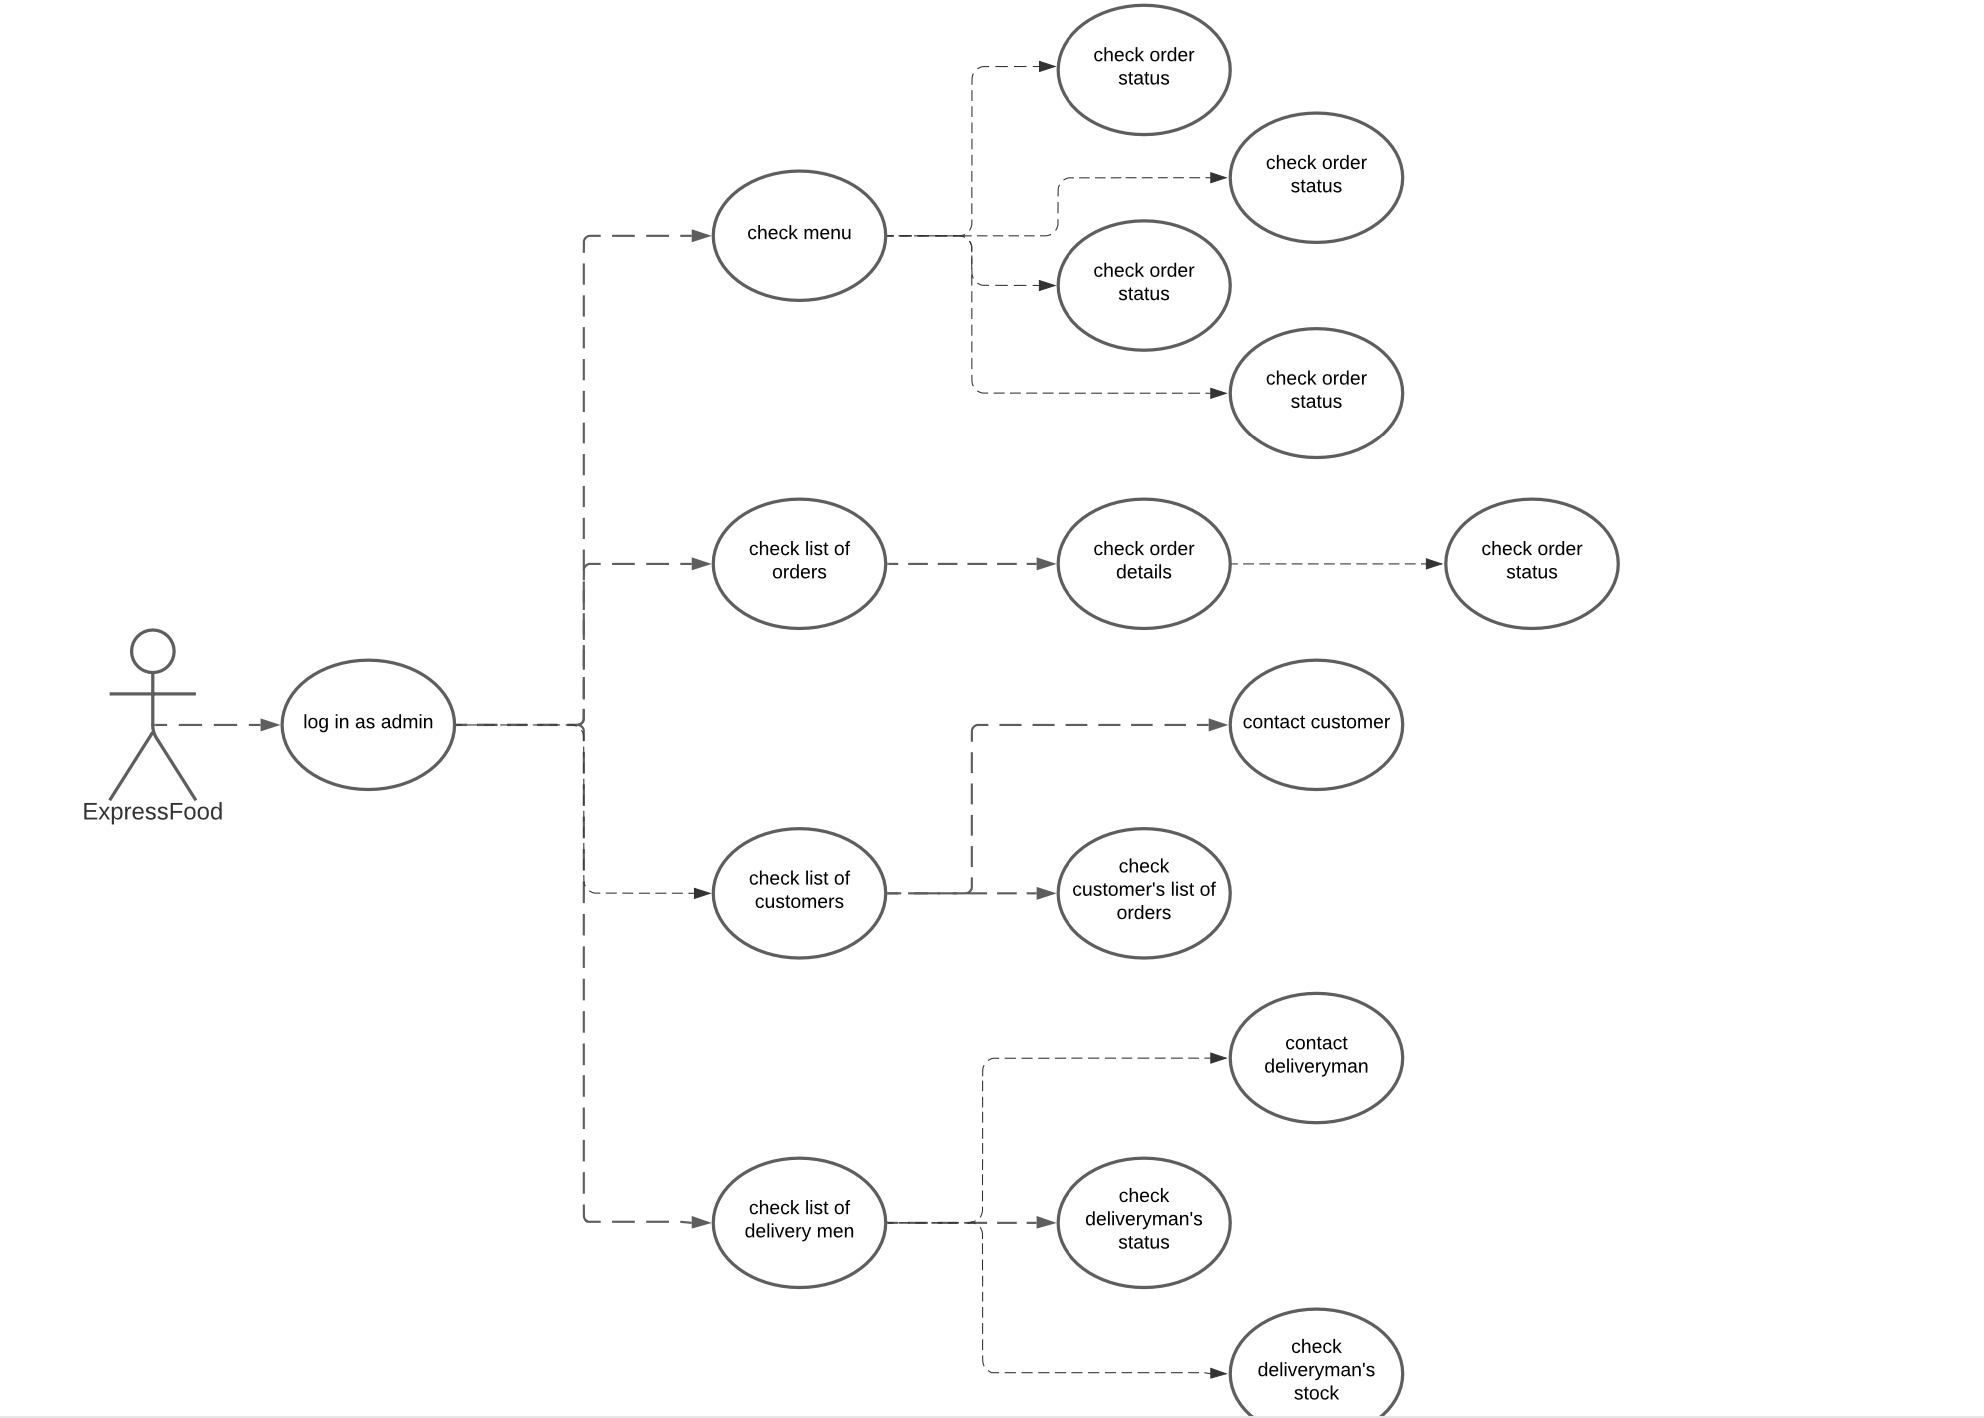 check order
status
check order
status
check menu
check order
status
check order
status
check list of
orders
check order
details
check order
status
log in as admin
contact customer
ExpressFood
check list of
customers
check
customer's list of
orders
contact
deliveryman
check list of
delivery men
check
deliveryman's
status
check
deliveryman's
stock